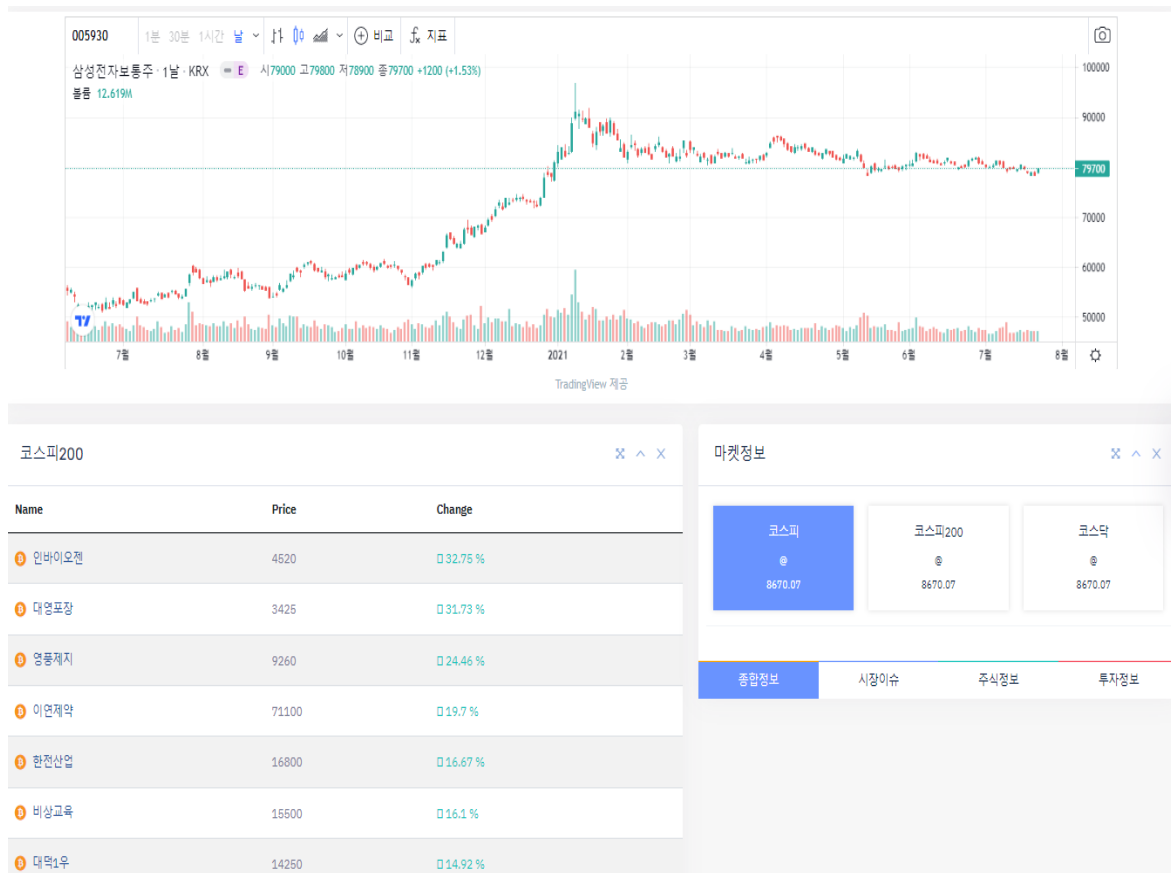 005930 1분 30분 1시간 날 비교 fx 지표
삼성전자보통주 · 1날 · KRX E 시79000 고79800 저78900 종79700 +1200 (+1.53%)
볼륨 12.619M
100000
90000
79700
70000
60000
50000
7월 8월 9월 10월 11월 12월 2021 2월 3월 4월 5월 6월 7월 8월
TradingView 제공
코스피200
Name Price Change
인바이오젠 4520 32.75 %
대영포장 3425 31.73 %
영풍제지 9260 24.46 %
이연제약 71100 19.7 %
한전산업 16800 16.67 %
비상교육 15500 16.1 %
대덕1우 14250 14.92 %
마켓정보
코스피 코스피200 코스닥
@ @ @
8670.07 8670.07 8670.07
종합정보 시장이슈 주식정보 투자정보